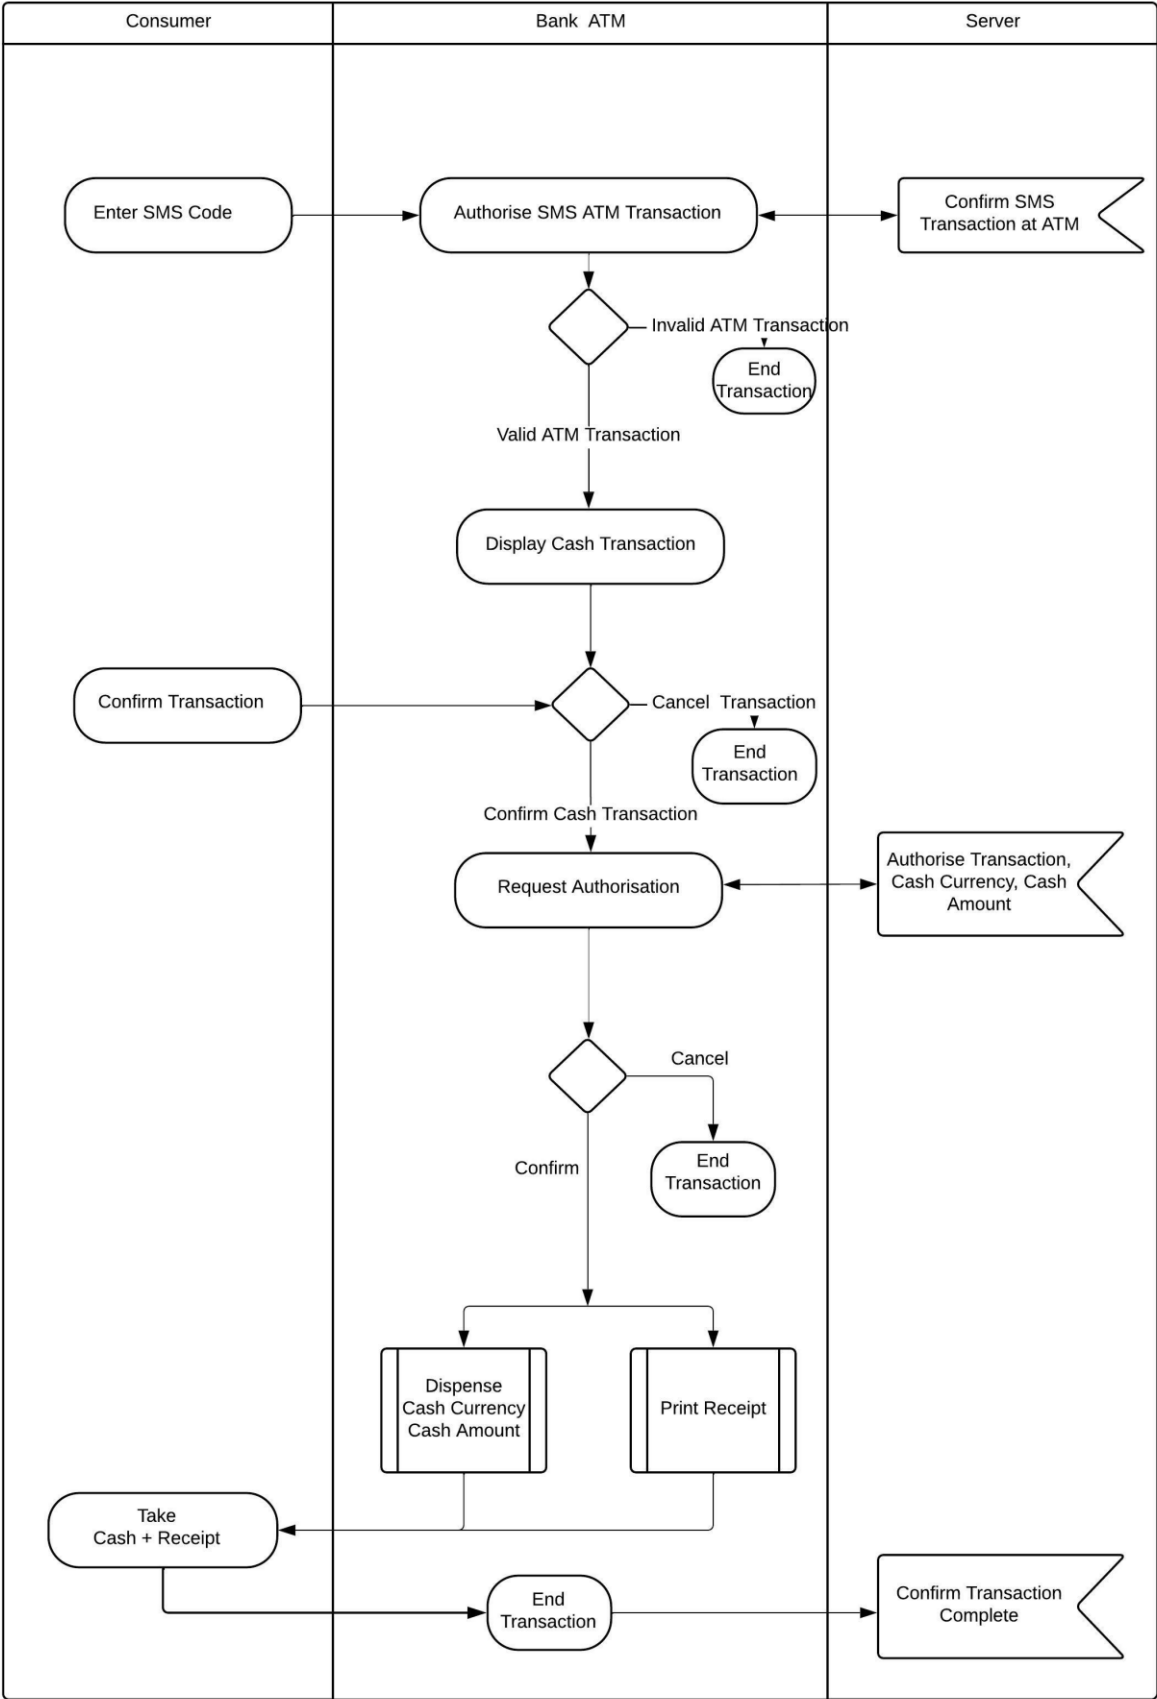 Consumer
Bank ATM
Server
Enter SMS Code
Authorise SMS ATM Transaction
Confirm SMS
Transaction at ATM
Invalid ATM Transaction
End
Transaction
Valid ATM Transaction
Display Cash Transaction
Confirm Transaction
Cancel Transaction
End
Transaction
Confirm Cash Transaction
Request Authorisation
Authorise Transaction,
Cash Currency, Cash
Amount
Cancel
End
Transaction
Confirm
Dispense
Cash Currency
Cash Amount
Print Receipt
Take
Cash + Receipt
End
Transaction
Confirm Transaction
Complete